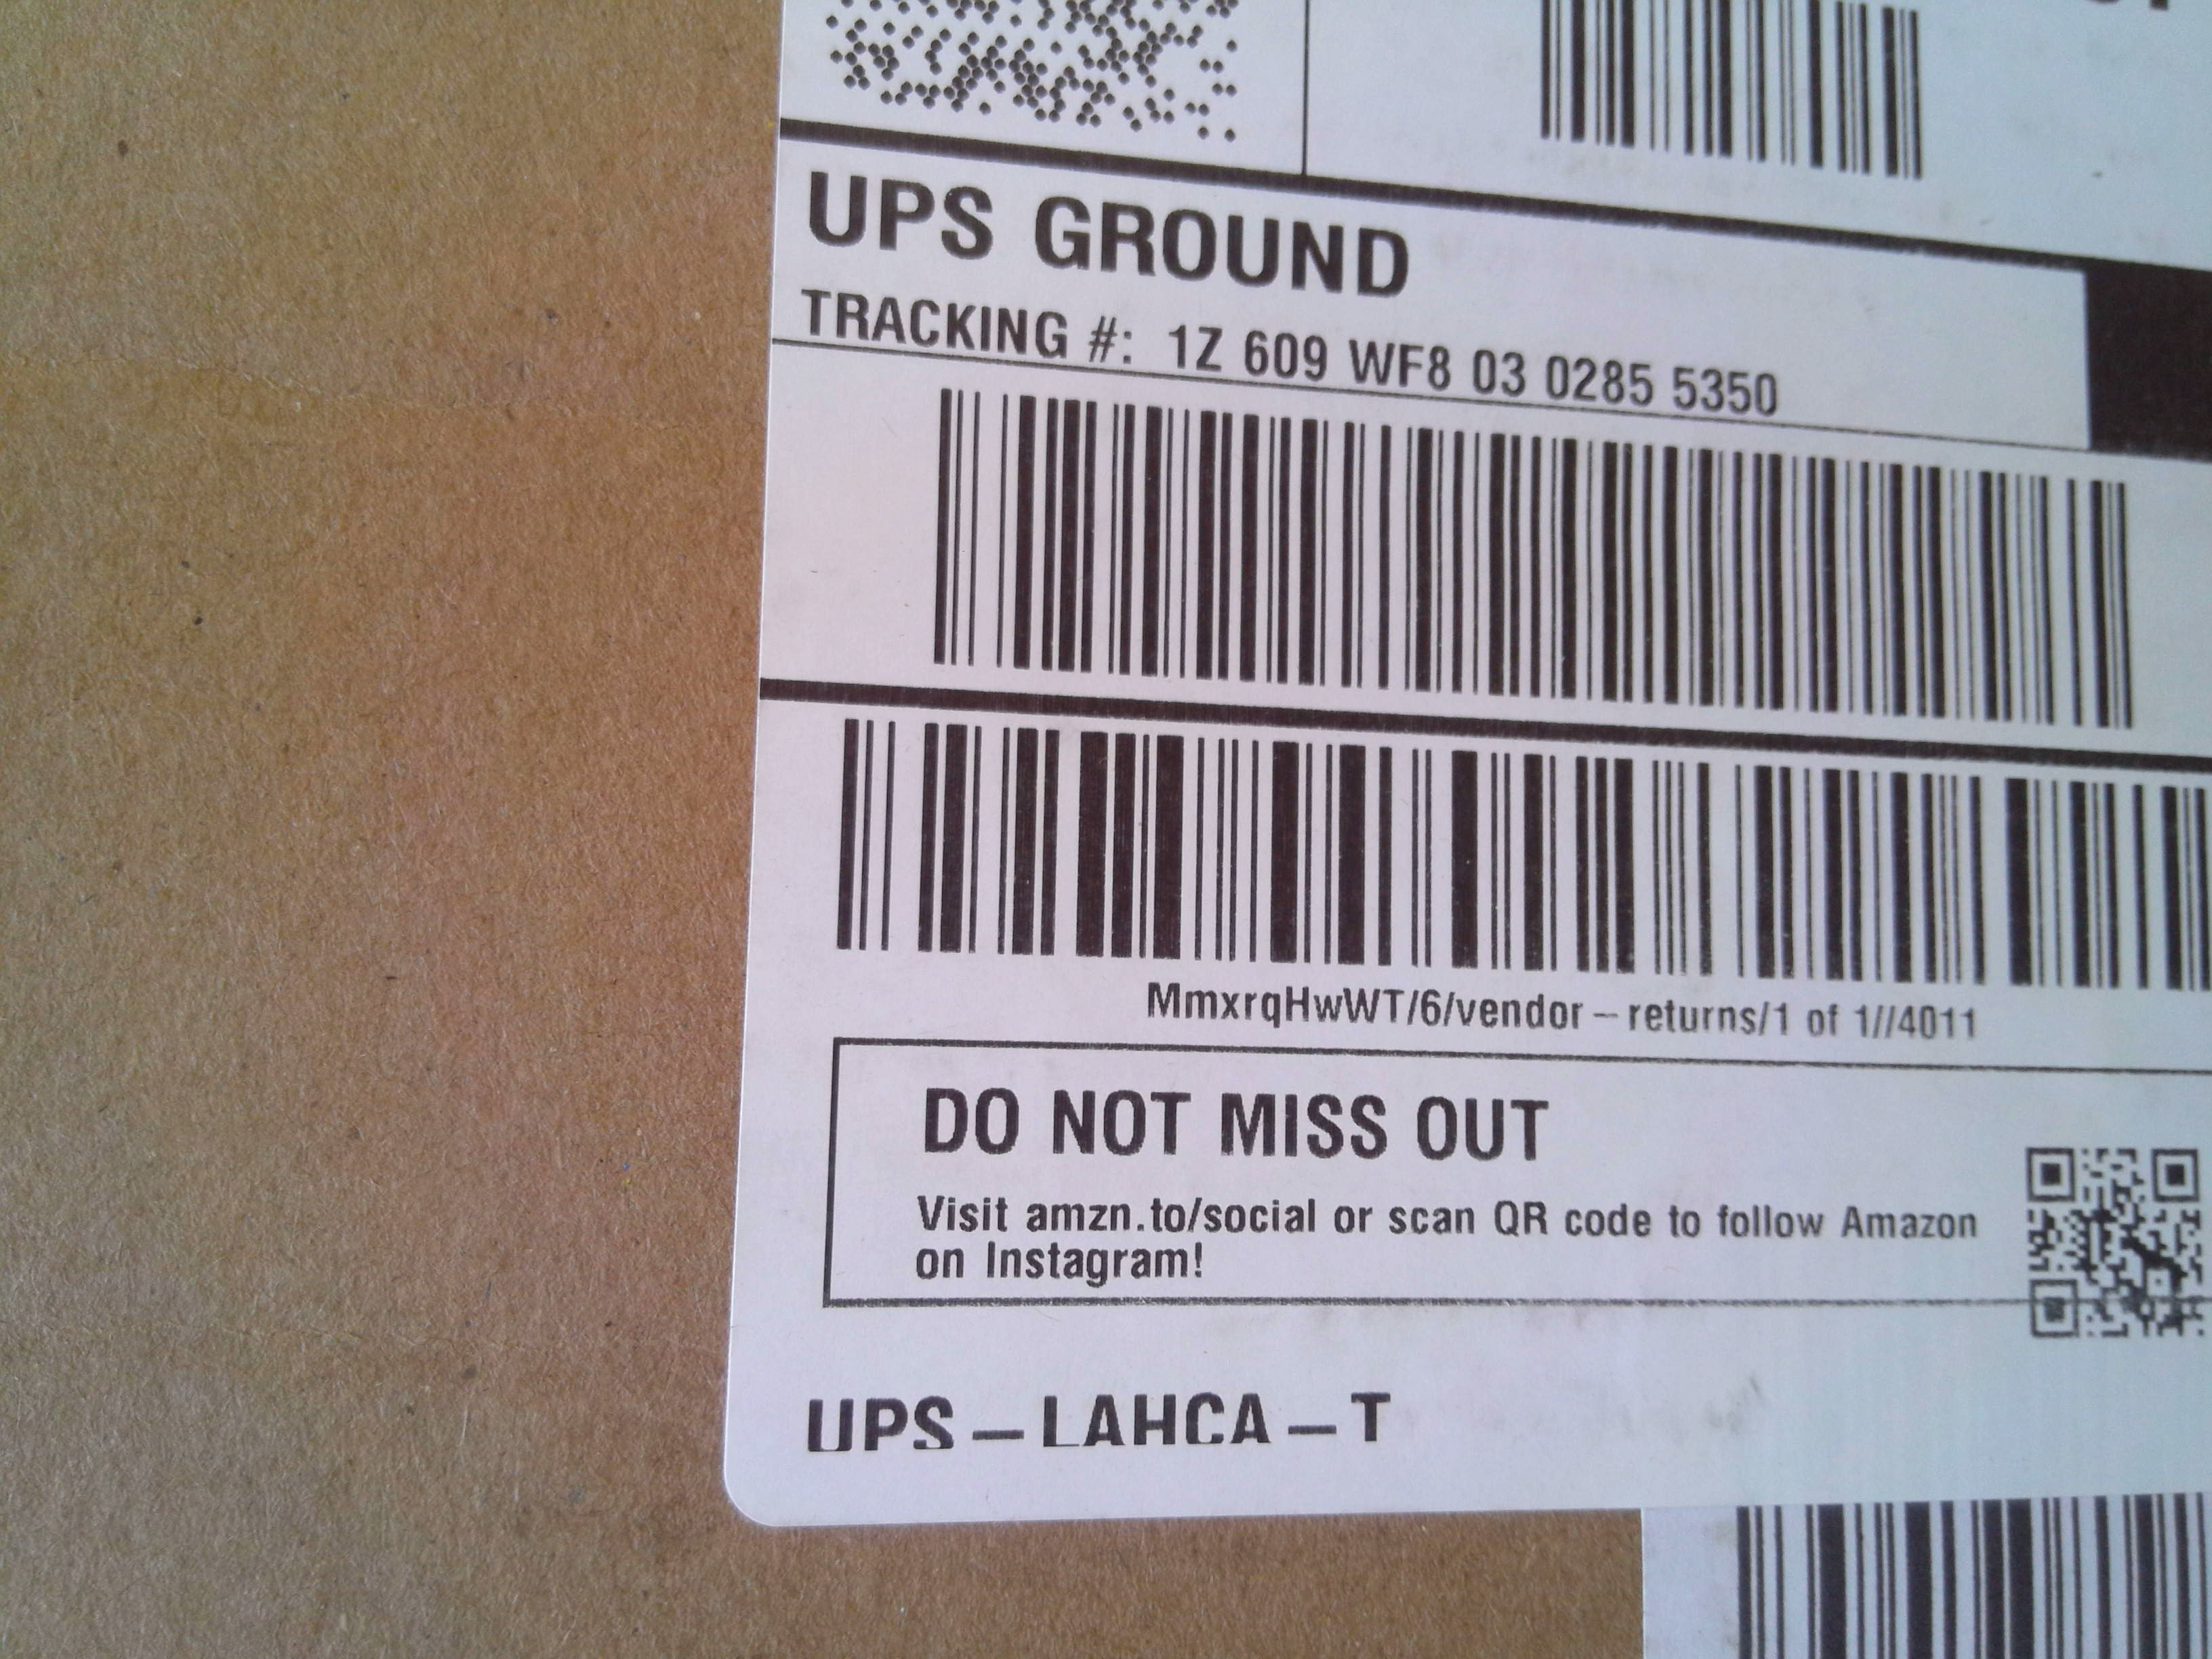 UPS GROUND
TRACKING #: 1Z 609 WF8 03 0285 5350
MmxrqHwWT/6/vendor – returns/1 of 1//4011
DO NOT MISS OUT
Visit amzn.to/social or scan QR code to follow Amazon
on Instagram!
UPS – LAHCA – T